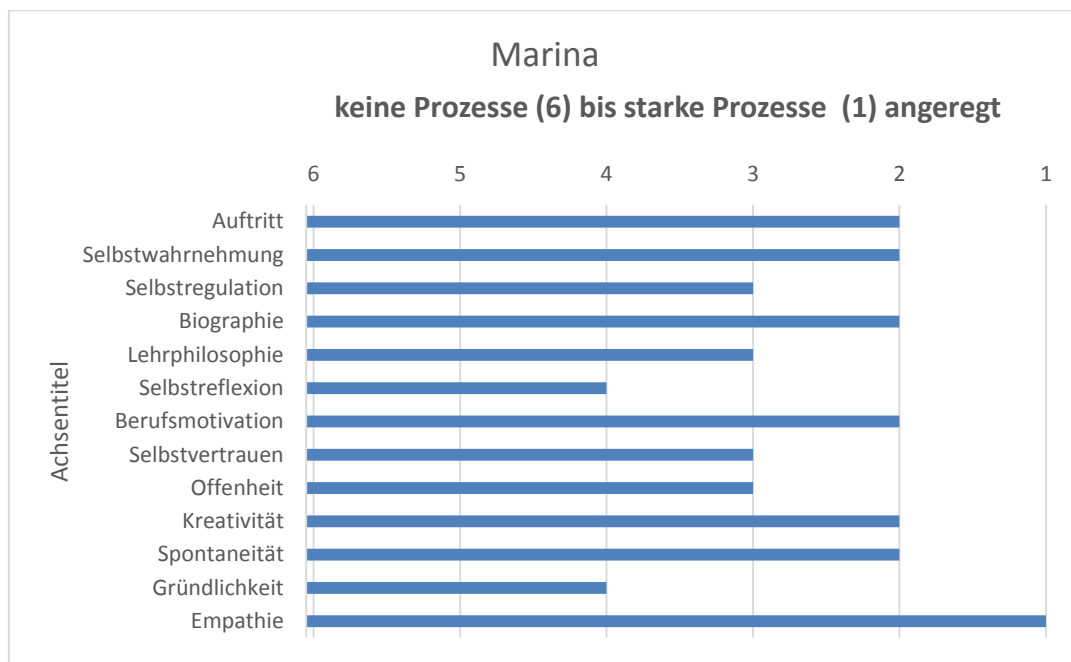 Marina
keine Prozesse (6) bis starke Prozesse (1) angeregt
6 5 4 3 2 1
Achsentitel
Auftritt
Selbstwahrnehmung
Selbstregulation
Biographie
Lehrphilosophie
Selbstreflexion
Berufsmotivation
Selbstvertrauen
Offenheit
Kreativität
Spontaneität
Gründlichkeit
Empathie